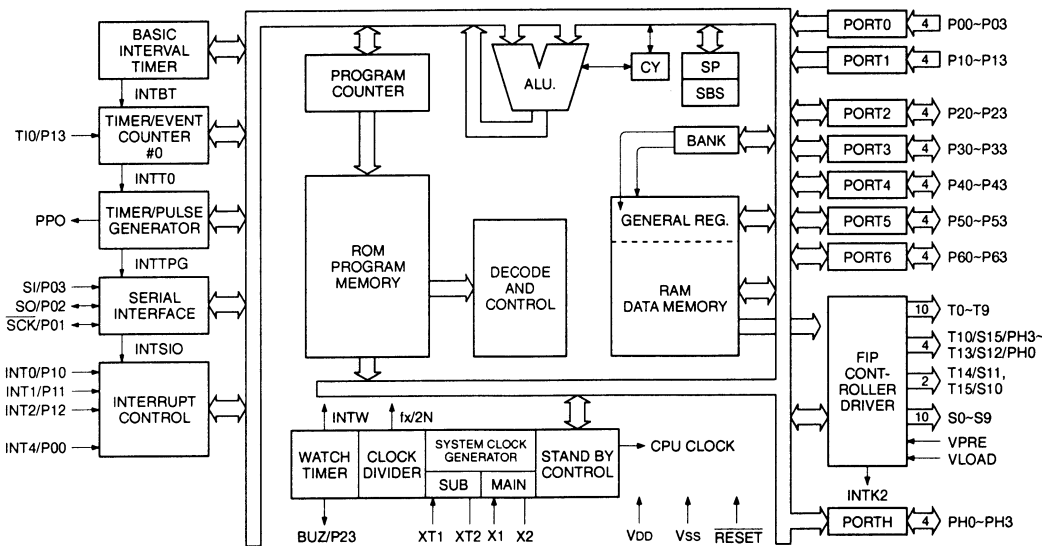 BASIC
INTERVAL
TIMER
INTBT
TI0/P13
TIMER/EVENT
COUNTER
#0
INTT0
PPO
TIMER/PULSE
GENERATOR
INTTPG
SI/P03
SO/P02
SCK/P01
SERIAL
INTERFACE
INTSIO
INT0/P10
INT1/P11
INT2/P12
INT4/P00
INTERRUPT
CONTROL
PROGRAM
COUNTER
ALU.
CY
SP
SBS
BANK
ROM
PROGRAM
MEMORY
DECODE
AND
CONTROL
GENERAL REG.
RAM
DATA MEMORY
INTW
fx/2N
WATCH
TIMER
CLOCK
DIVIDER
SYSTEM CLOCK
GENERATOR
SUB
MAIN
STAND BY
CONTROL
CPU CLOCK
BUZ/P23
XT1
XT2
X1
X2
VDD
VSS
RESET
PORT0 4 P00~P03
PORT1 4 P10~P13
PORT2 4 P20~P23
PORT3 4 P30~P33
PORT4 4 P40~P43
PORT5 4 P50~P53
PORT6 4 P60~P63
FIP
CONT-
ROLLER
DRIVER
10 T0~T9
4 T10/S15/PH3~
T13/S12/PH0
2 T14/S11,
T15/S10
10 S0~S9
VPRE
VLOAD
INTK2
PORTH 4 PH0~PH3